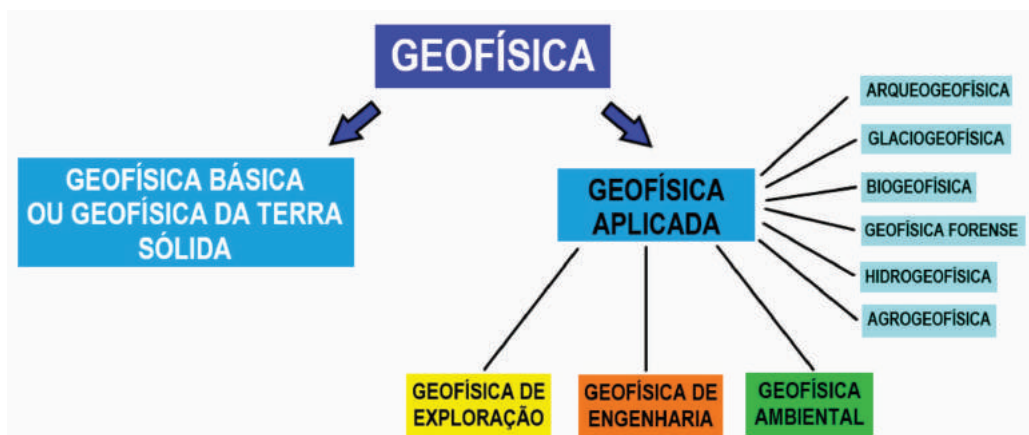 GEOFÍSICA
GEOFÍSICA BÁSICA
OU GEOFÍSICA DA TERRA
SÓLIDA
GEOFÍSICA
APLICADA
ARQUEOGEOFÍSICA
GLACIOGEOFÍSICA
BIOGEOFÍSICA
GEOFÍSICA FORENSE
HIDROGEOFÍSICA
AGROGEOFÍSICA
GEOFÍSICA DE
EXPLORAÇÃO
GEOFÍSICA DE
ENGENHARIA
GEOFÍSICA
AMBIENTAL